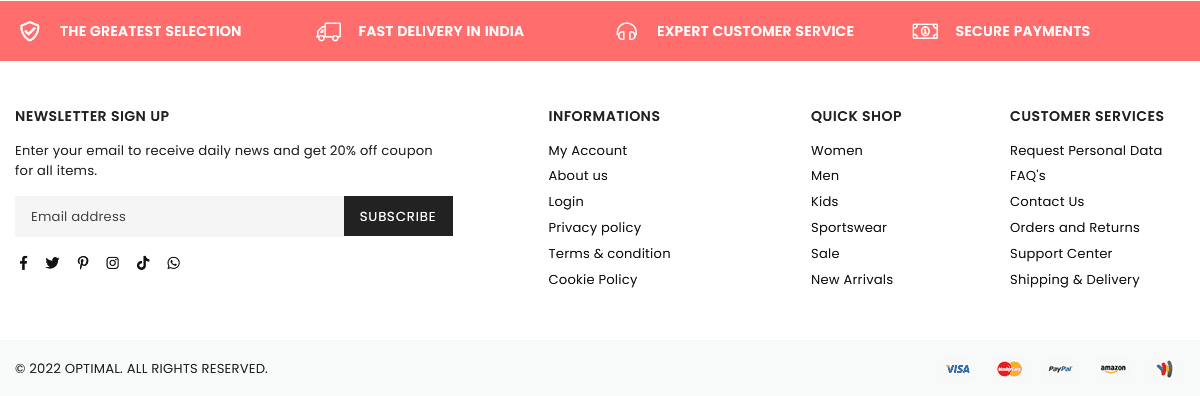 THE GREATEST SELECTION
FAST DELIVERY IN INDIA
EXPERT CUSTOMER SERVICE
SECURE PAYMENTS
NEWSLETTER SIGN UP
Enter your email to receive daily news and get 20% off coupon
for all items.
Email address
SUBSCRIBE
INFORMATIONS
My Account
About us
Login
Privacy policy
Terms & condition
Cookie Policy
QUICK SHOP
Women
Men
Kids
Sportswear
Sale
New Arrivals
CUSTOMER SERVICES
Request Personal Data
FAQ's
Contact Us
Orders and Returns
Support Center
Shipping & Delivery
© 2022 OPTIMAL. ALL RIGHTS RESERVED.
VISA
MasterCard
PayPal
amazon